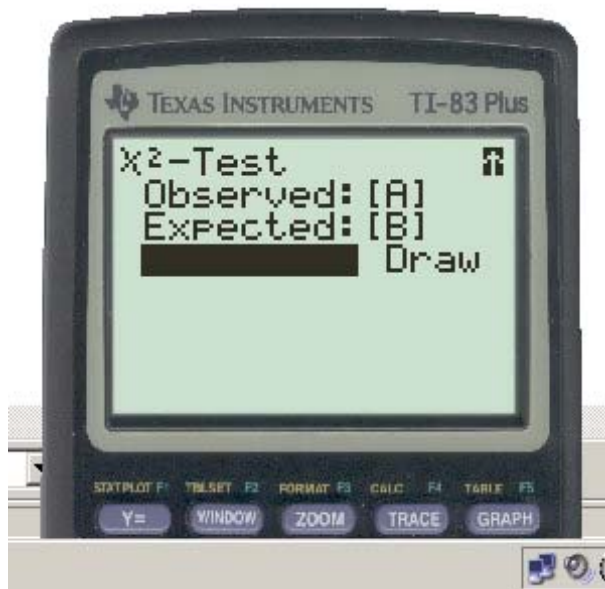 TEXAS INSTRUMENTS TI-83 Plus
X²-Test
Observed:[A]
Expected:[B]
Draw
STATPLOT F1 TBLSET F2 FORMAT F3 CALC F4 TABLE F5
Y= WINDOW ZOOM TRACE GRAPH